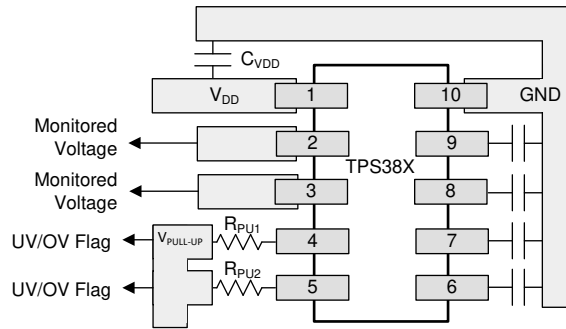 C_VDD
V_DD
1
10
GND
Monitored
Voltage
2
9
TPS38X
Monitored
Voltage
3
8
UV/OV Flag
V_PULL-UP
R_PU1
4
7
UV/OV Flag
R_PU2
5
6